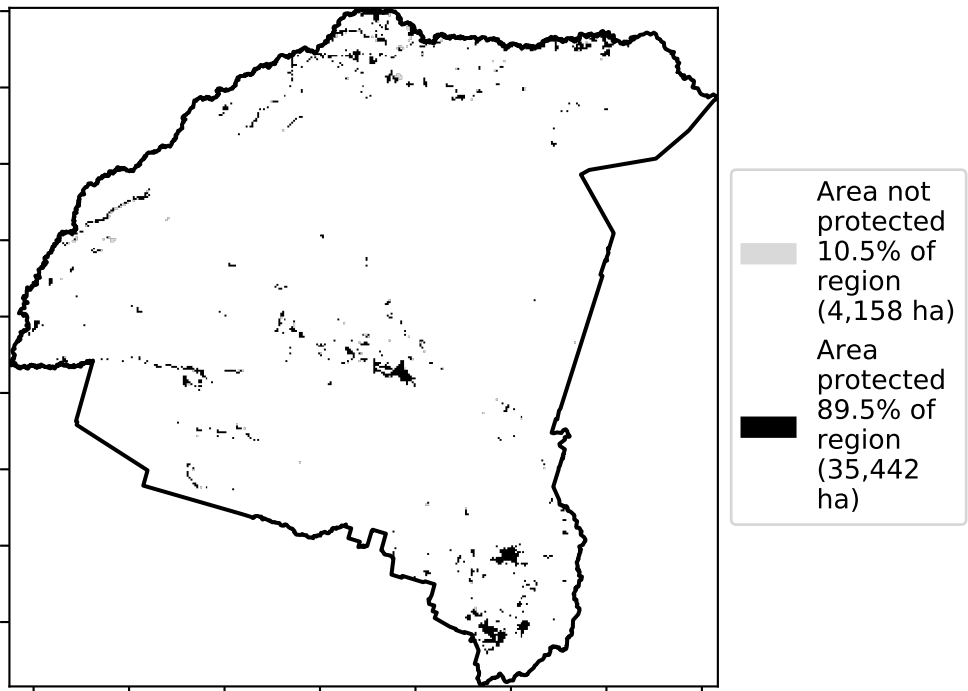 Area not
protected
10.5% of
region
(4,158 ha)
Area
protected
89.5% of
region
(35,442
ha)